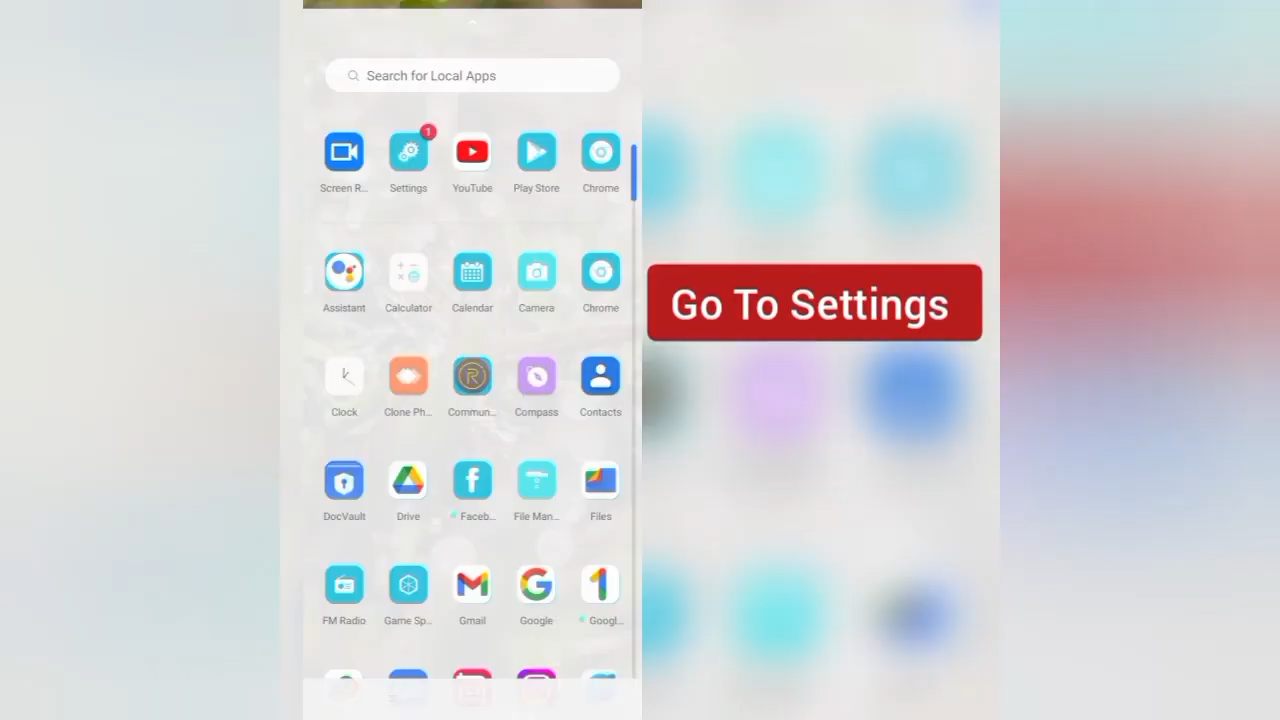 Search for Local Apps
1
Screen R... Settings YouTube Play Store Chrome
Assistant Calculator Calendar Camera Chrome
Clock Clone Ph... Commun... Compass Contacts
DocVault Drive Faceb... File Man... Files
FM Radio Game Sp.. Gmail Google Googl...
Go To Settings